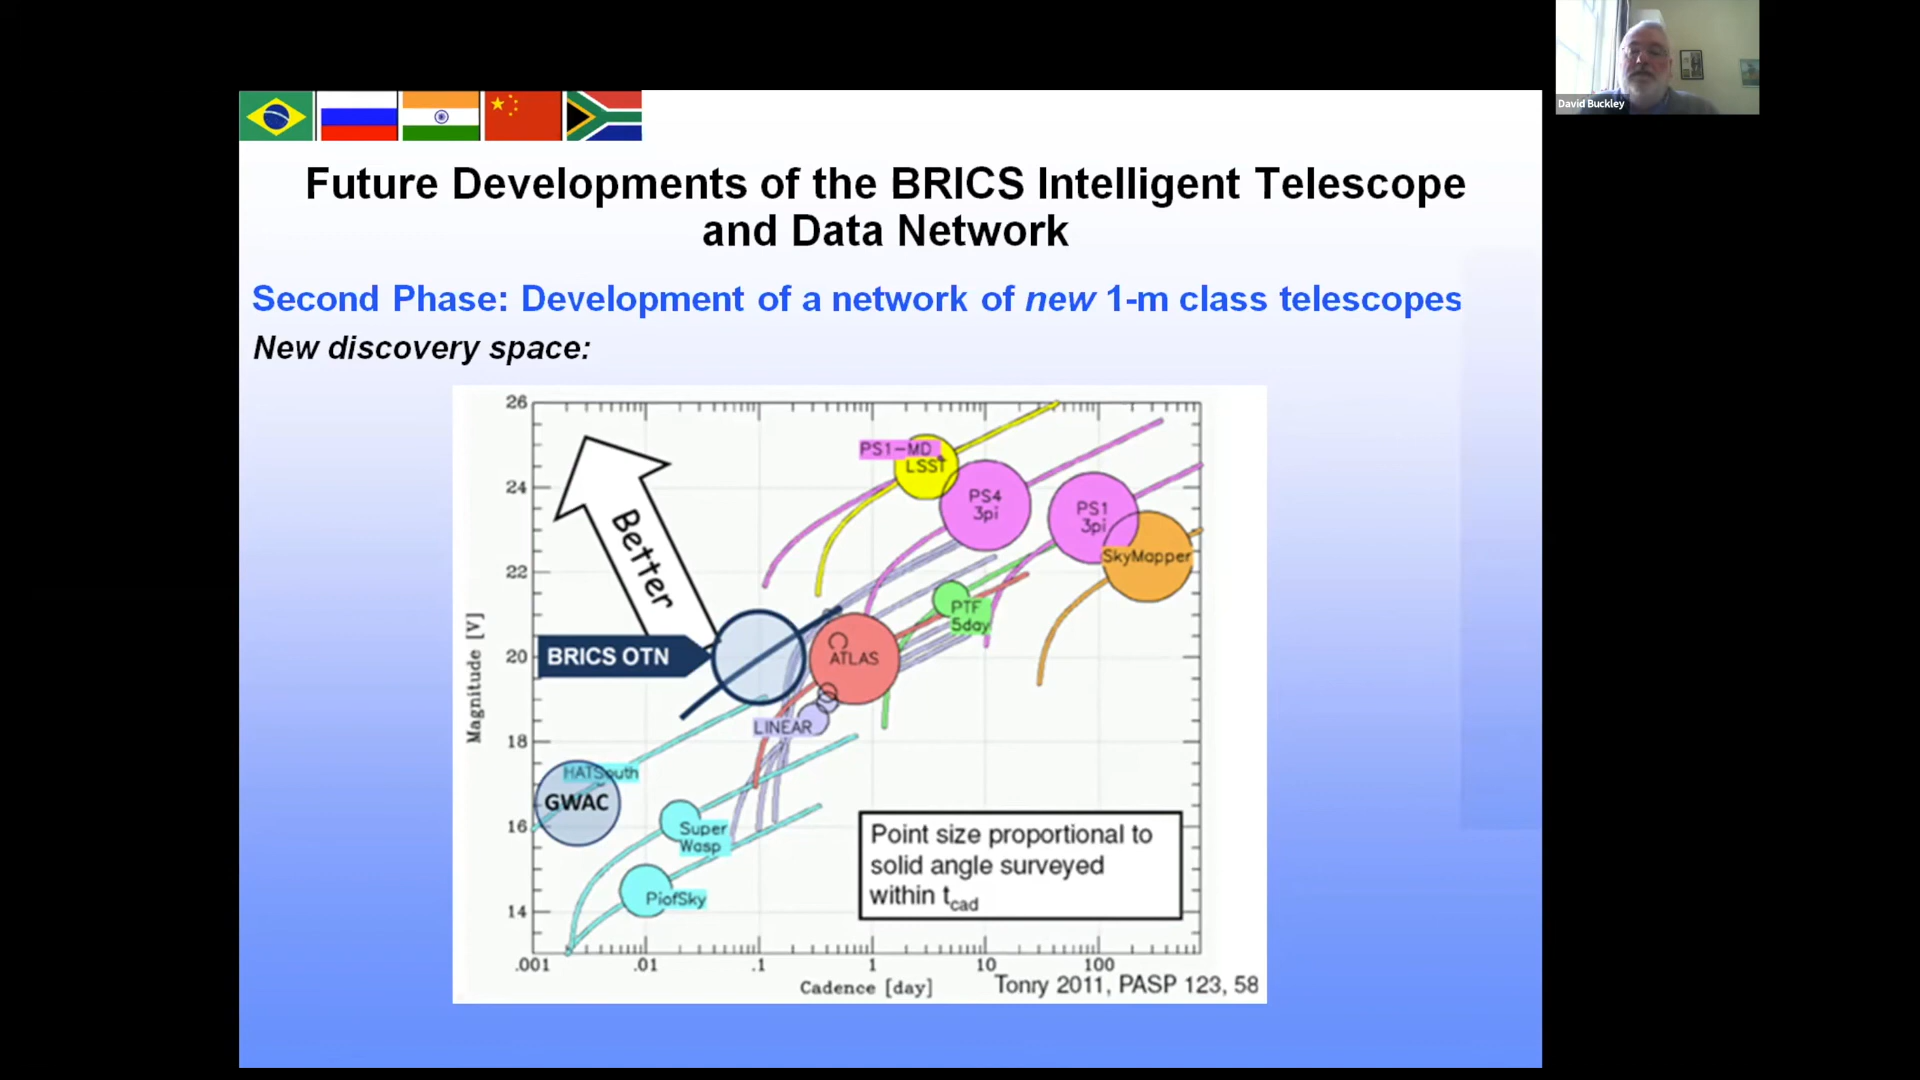 David Buckley
Future Developments of the BRICS Intelligent Telescope
and Data Network
Second Phase: Development of a network of new 1-m class telescopes
New discovery space:
26
24
22
20
18
16
14
Magnitude [V]
Better
BRICS OTN
PS1-MD
LSST
PS4
3pi
PS1
3pi
SkyMapper
PTF
5day
ATLAS
LINEAR
HATSouth
GWAC
Super
Wasp
PiofSky
Point size proportional to
solid angle surveyed
within tcad
.001
.01
.1
1
10
100
Cadence [day]
Tonry 2011, PASP 123, 58